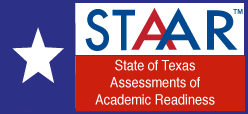 STAAR™
State of Texas
Assessments of
Academic Readiness